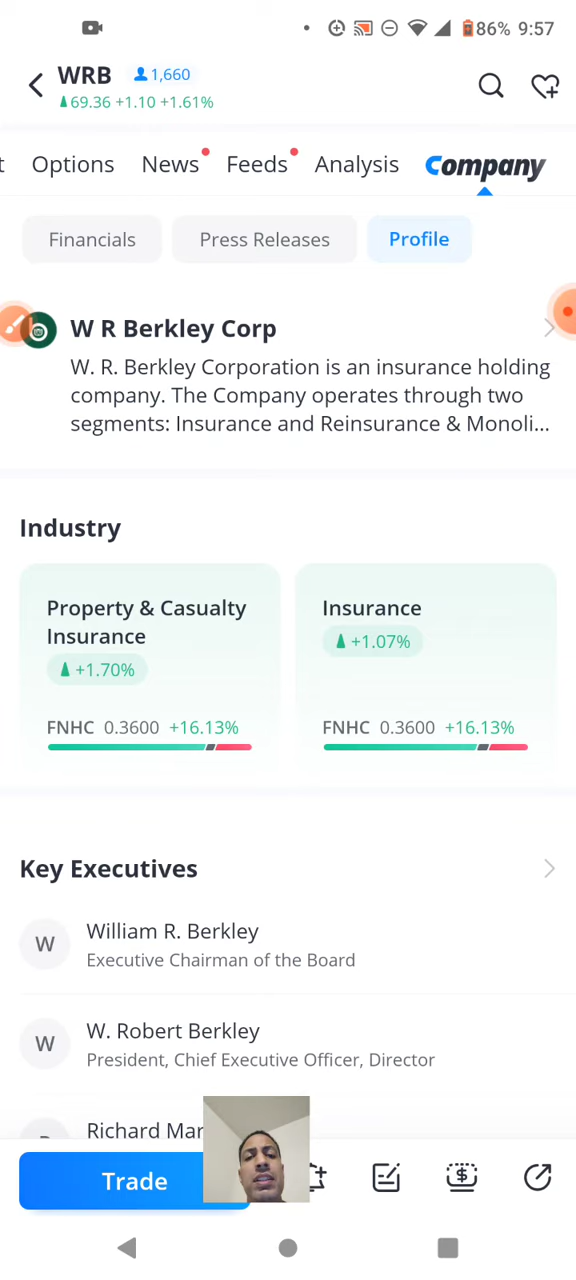 86% 9:57
WRB 1,660
69.36 +1.10 +1.61%
t Options News Feeds Analysis Company
Financials Press Releases Profile
W R Berkley Corp
W. R. Berkley Corporation is an insurance holding
company. The Company operates through two
segments: Insurance and Reinsurance & Monoli...
Industry
Property & Casualty
Insurance
+1.70%
FNHC 0.3600 +16.13%
Insurance
+1.07%
FNHC 0.3600 +16.13%
Key Executives
W William R. Berkley
Executive Chairman of the Board
W W. Robert Berkley
President, Chief Executive Officer, Director
Richard Mar
Trade